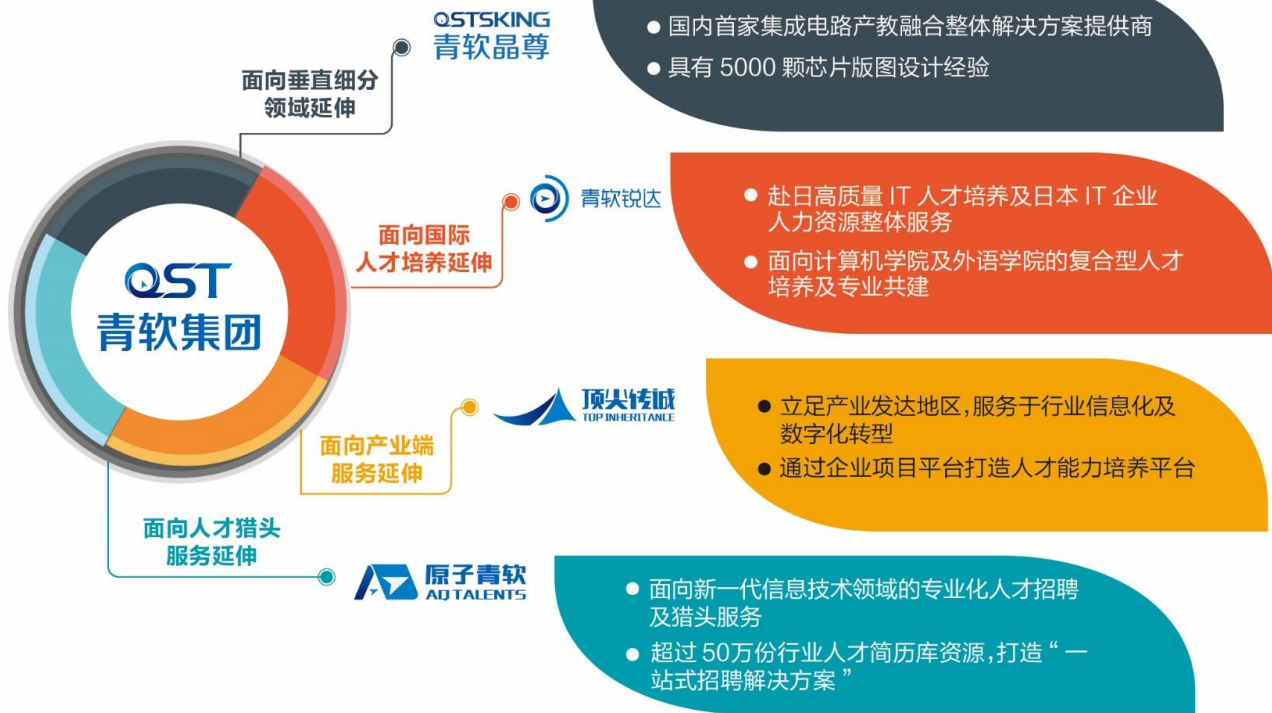 QST
青软集团
面向垂直细分
领域延伸
QSTSKING
青软晶尊
● 国内首家集成电路产教融合整体解决方案提供商
● 具有 5000 颗芯片版图设计经验
面向国际
人才培养延伸
青软锐达
● 赴日高质量 IT 人才培养及日本 IT 企业
人力资源整体服务
● 面向计算机学院及外语学院的复合型人才
培养及专业共建
面向产业端
服务延伸
顶尖传诚
TOP INHERITANCE
● 立足产业发达地区，服务于行业信息化及
数字化转型
● 通过企业项目平台打造人才能力培养平台
面向人才猎头
服务延伸
原子青软
AQ TALENTS
● 面向新一代信息技术领域的专业化人才招聘
及猎头服务
● 超过 50万份行业人才简历库资源，打造“ 一
站式招聘解决方案 ”